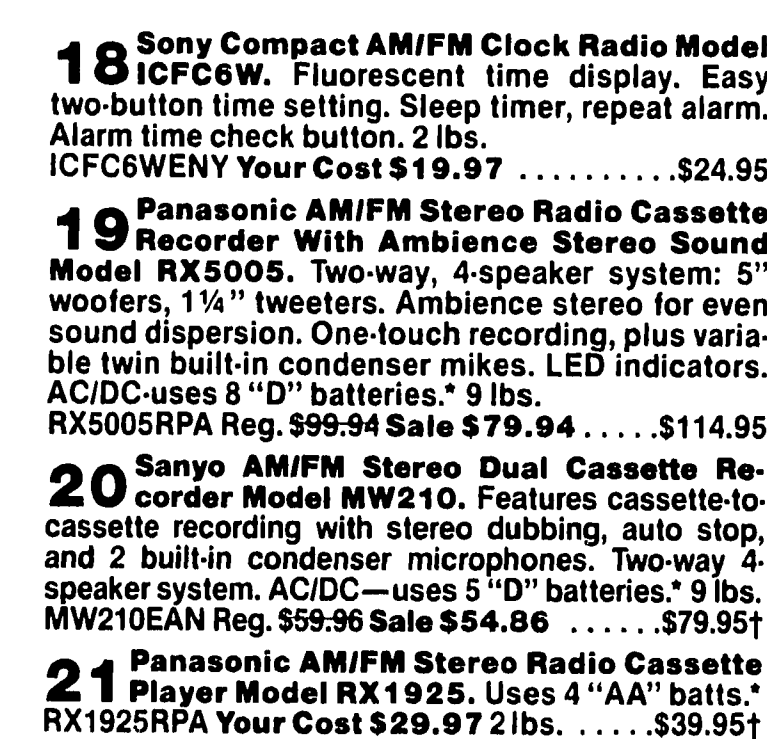 18 Sony Compact AM/FM Clock Radio Model
ICFC6W. Fluorescent time display. Easy
two-button time setting. Sleep timer, repeat alarm.
Alarm time check button. 2 lbs.
ICFC6WENY Your Cost $19.97 ..........$24.95
19 Panasonic AM/FM Stereo Radio Cassette
Recorder With Ambience Stereo Sound
Model RX5005. Two-way, 4-speaker system: 5”
woofers, 1¼” tweeters. Ambience stereo for even
sound dispersion. One-touch recording, plus varia-
ble twin built-in condenser mikes. LED indicators.
AC/DC-uses 8 “D” batteries.* 9 lbs.
RX5005RPA Reg. $99.94 Sale $79.94.....$114.95
20 Sanyo AM/FM Stereo Dual Cassette Re-
corder Model MW210. Features cassette-to-
cassette recording with stereo dubbing, auto stop,
and 2 built-in condenser microphones. Two-way 4-
speaker system. AC/DC—uses 5 “D” batteries.* 9 lbs.
MW210EAN Reg. $59.96 Sale $54.86 ......$79.95†
21 Panasonic AM/FM Stereo Radio Cassette
Player Model RX1925. Uses 4 “AA” batts.*
RX1925RPA Your Cost $29.97 2 lbs. ......$39.95†